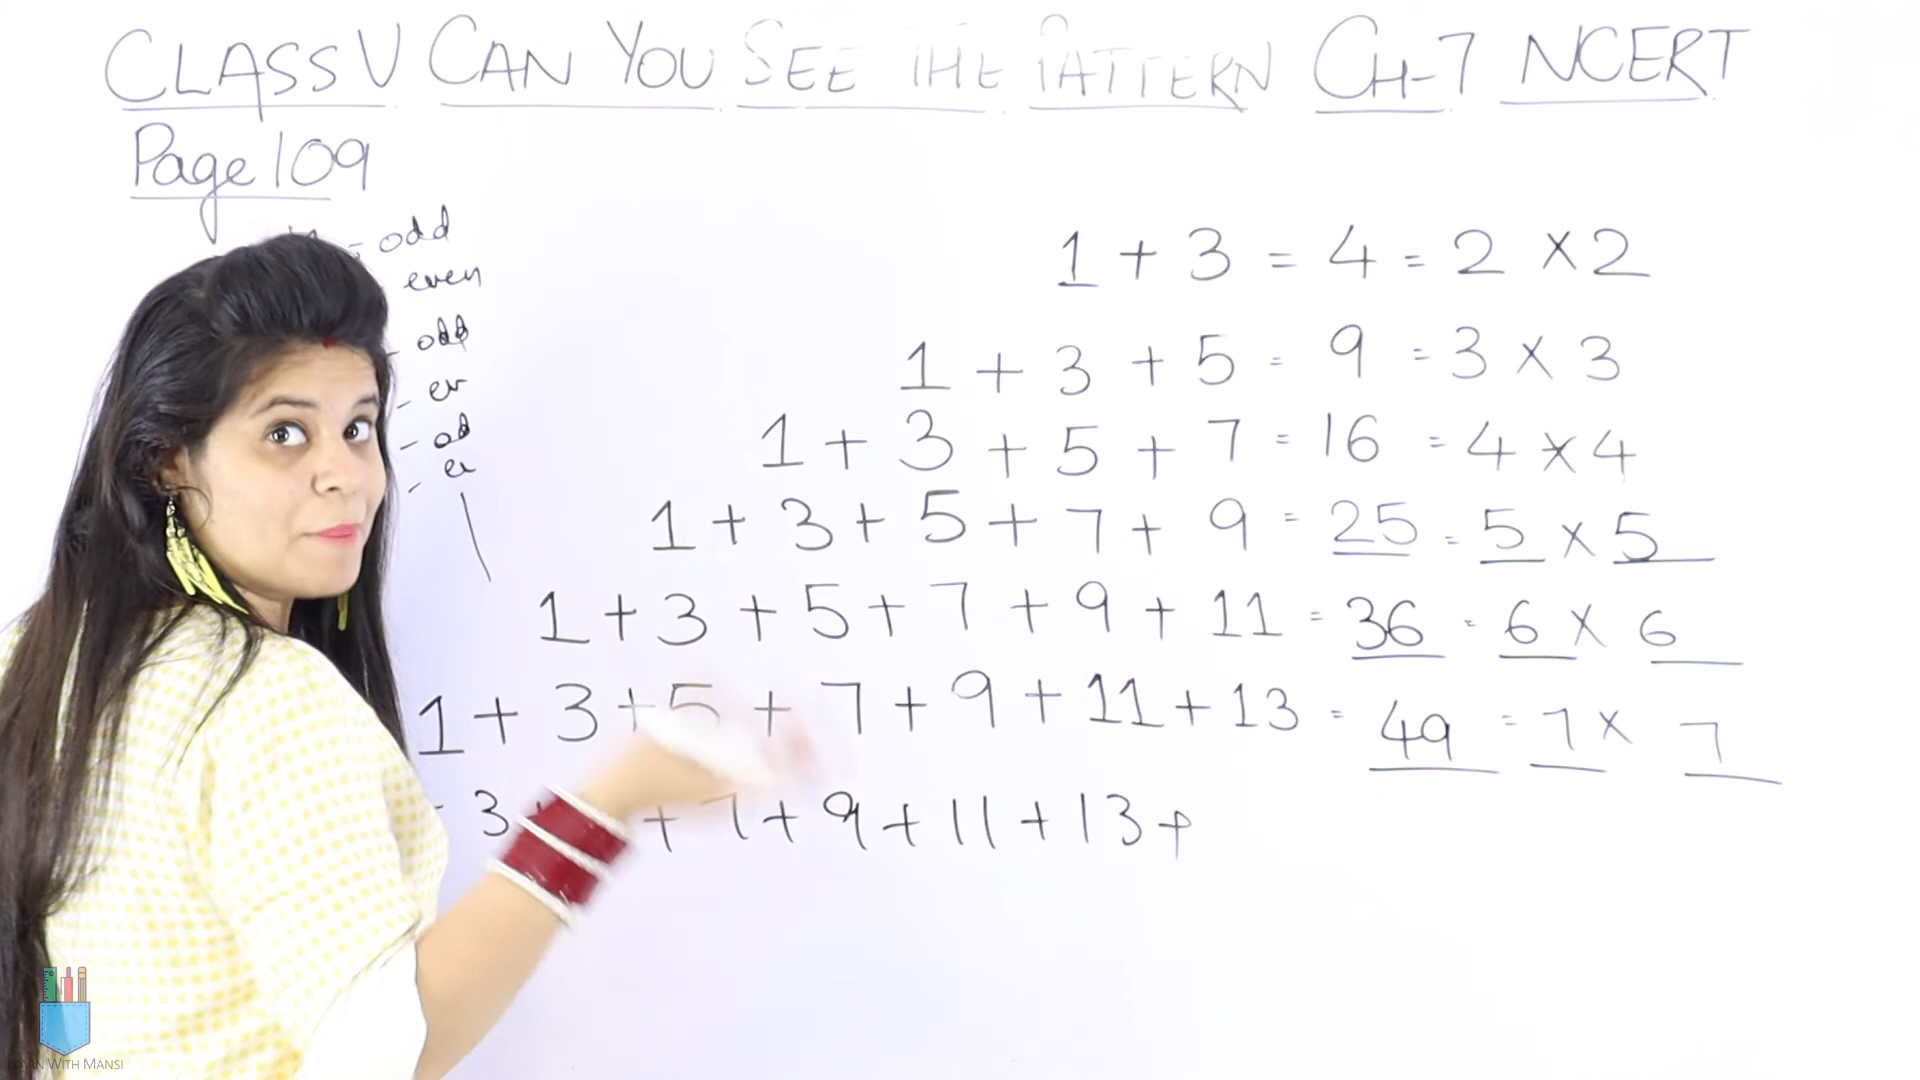 CLASS V CAN YOU SEE THE PATTERN CH-7 NCERT
Page 109
- odd
even
- odd
- ev
- od
- ev
1 + 3 = 4 = 2 × 2
1 + 3 + 5 = 9 = 3 × 3
1 + 3 + 5 + 7 = 16 = 4 × 4
1 + 3 + 5 + 7 + 9 = 25 = 5 × 5
1 + 3 + 5 + 7 + 9 + 11 = 36 = 6 × 6
1 + 3 + 5 + 7 + 9 + 11 + 13 = 49 = 7 × 7
3 + 7 + 9 + 11 + 13 +
WITH MANSI